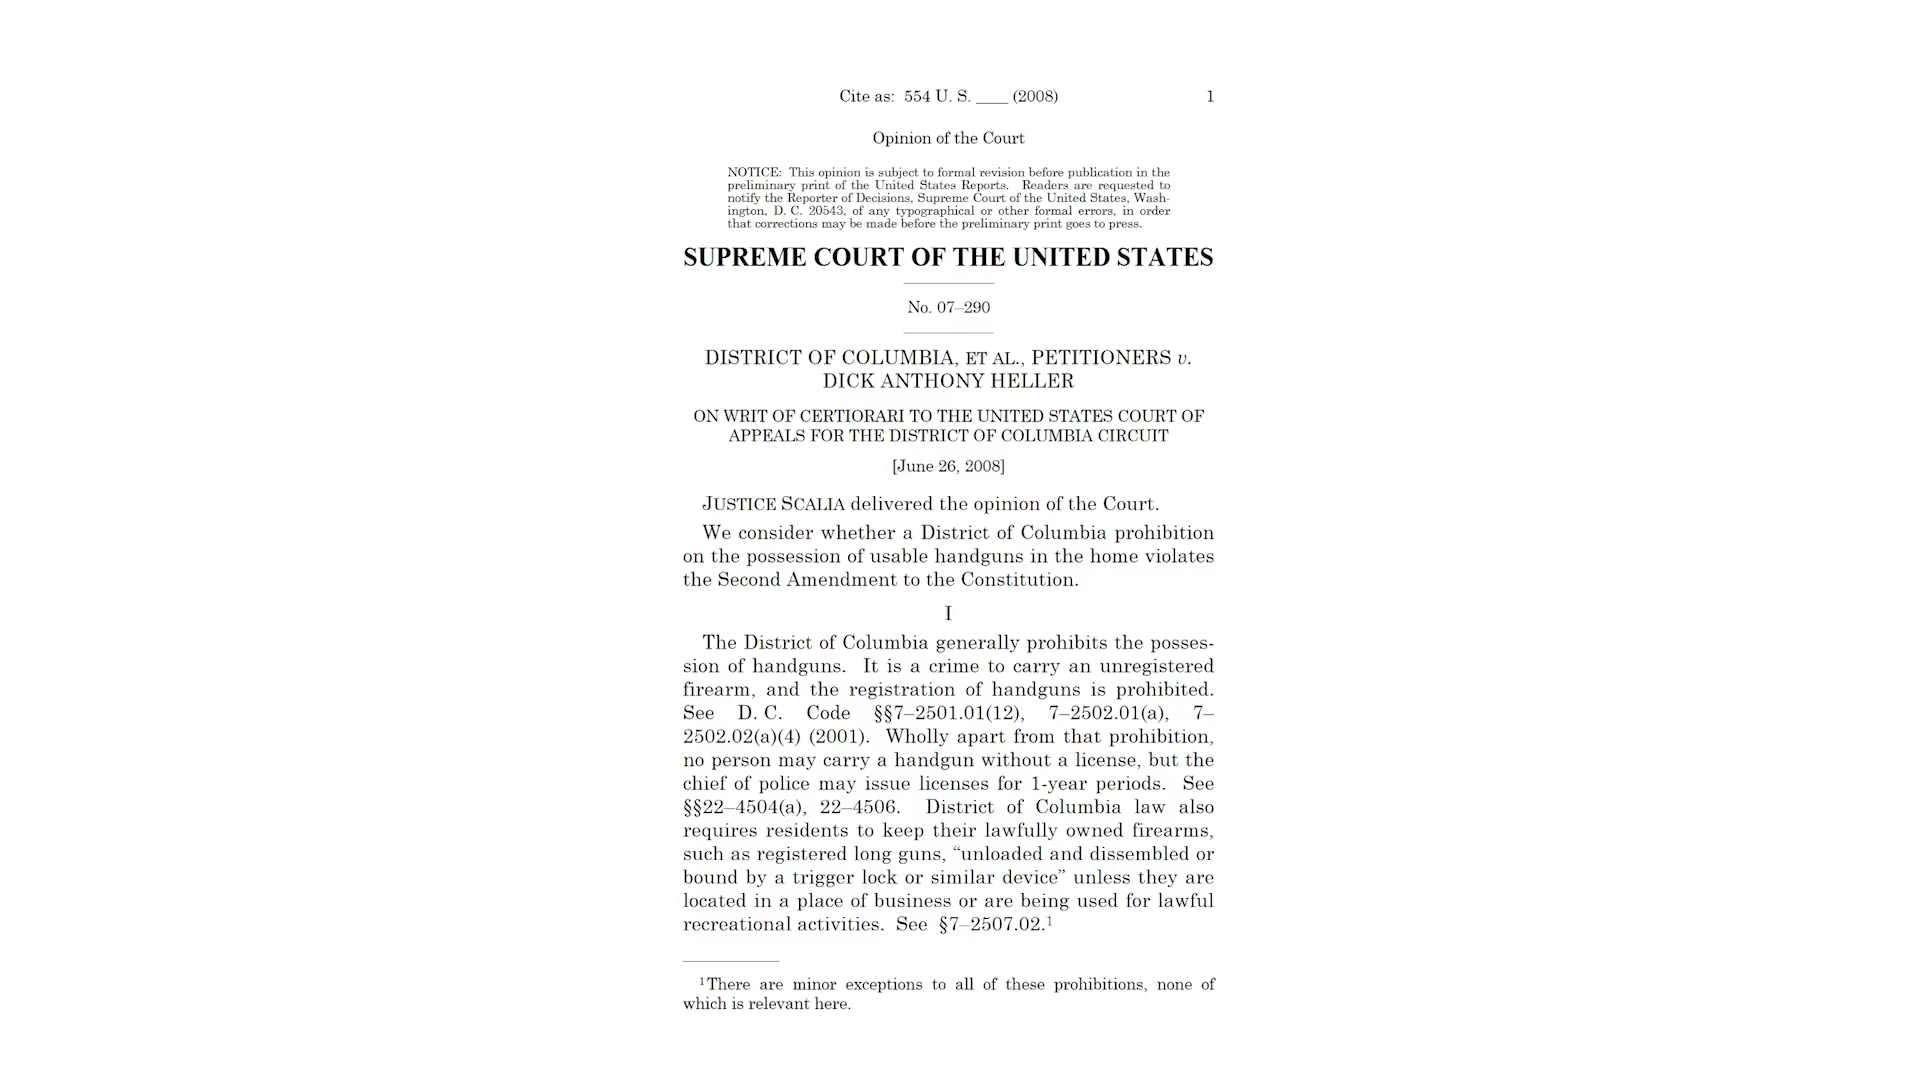 Cite as: 554 U. S. ____ (2008) 1
Opinion of the Court
NOTICE: This opinion is subject to formal revision before publication in the
preliminary print of the United States Reports. Readers are requested to
notify the Reporter of Decisions, Supreme Court of the United States, Wash-
ington, D. C. 20543, of any typographical or other formal errors, in order
that corrections may be made before the preliminary print goes to press.
SUPREME COURT OF THE UNITED STATES
No. 07–290
DISTRICT OF COLUMBIA, ET AL., PETITIONERS v.
DICK ANTHONY HELLER
ON WRIT OF CERTIORARI TO THE UNITED STATES COURT OF
APPEALS FOR THE DISTRICT OF COLUMBIA CIRCUIT
[June 26, 2008]
JUSTICE SCALIA delivered the opinion of the Court.
We consider whether a District of Columbia prohibition
on the possession of usable handguns in the home violates
the Second Amendment to the Constitution.
I
The District of Columbia generally prohibits the posses-
sion of handguns. It is a crime to carry an unregistered
firearm, and the registration of handguns is prohibited.
See D. C. Code §§7–2501.01(12), 7–2502.01(a), 7–
2502.02(a)(4) (2001). Wholly apart from that prohibition,
no person may carry a handgun without a license, but the
chief of police may issue licenses for 1-year periods. See
§§22–4504(a), 22–4506. District of Columbia law also
requires residents to keep their lawfully owned firearms,
such as registered long guns, “unloaded and dissembled or
bound by a trigger lock or similar device” unless they are
located in a place of business or are being used for lawful
recreational activities. See §7–2507.02.¹
¹There are minor exceptions to all of these prohibitions, none of
which is relevant here.